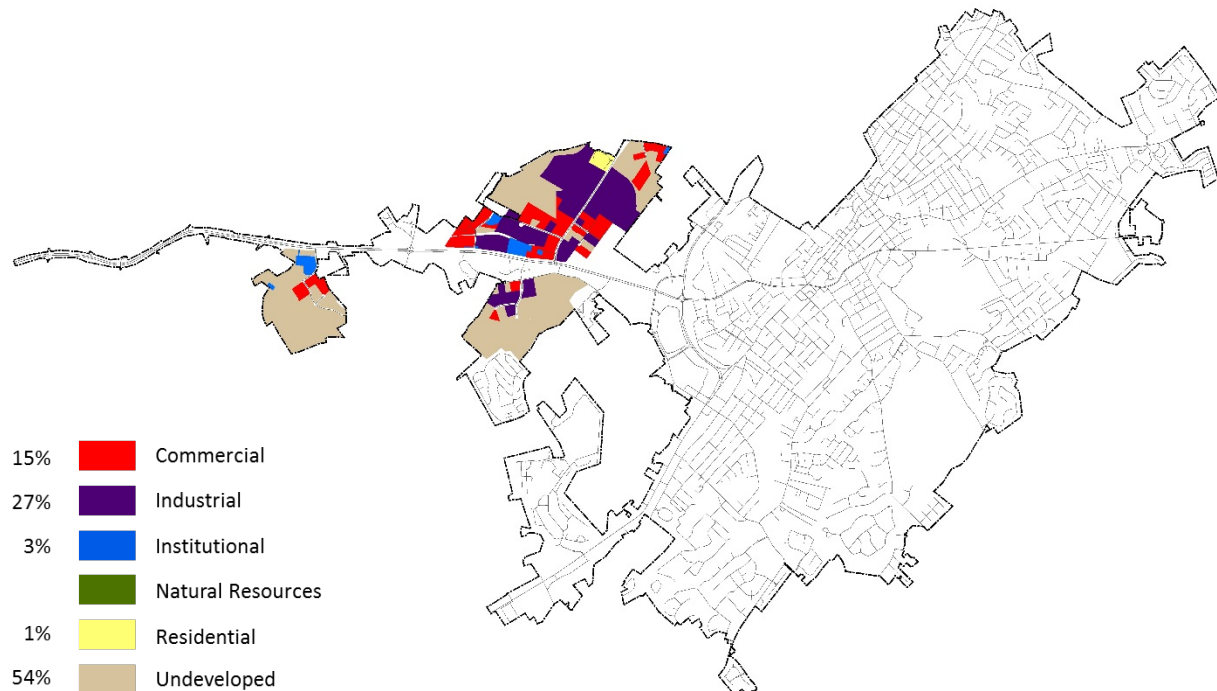 15% Commercial
27% Industrial
3% Institutional
Natural Resources
1% Residential
54% Undeveloped